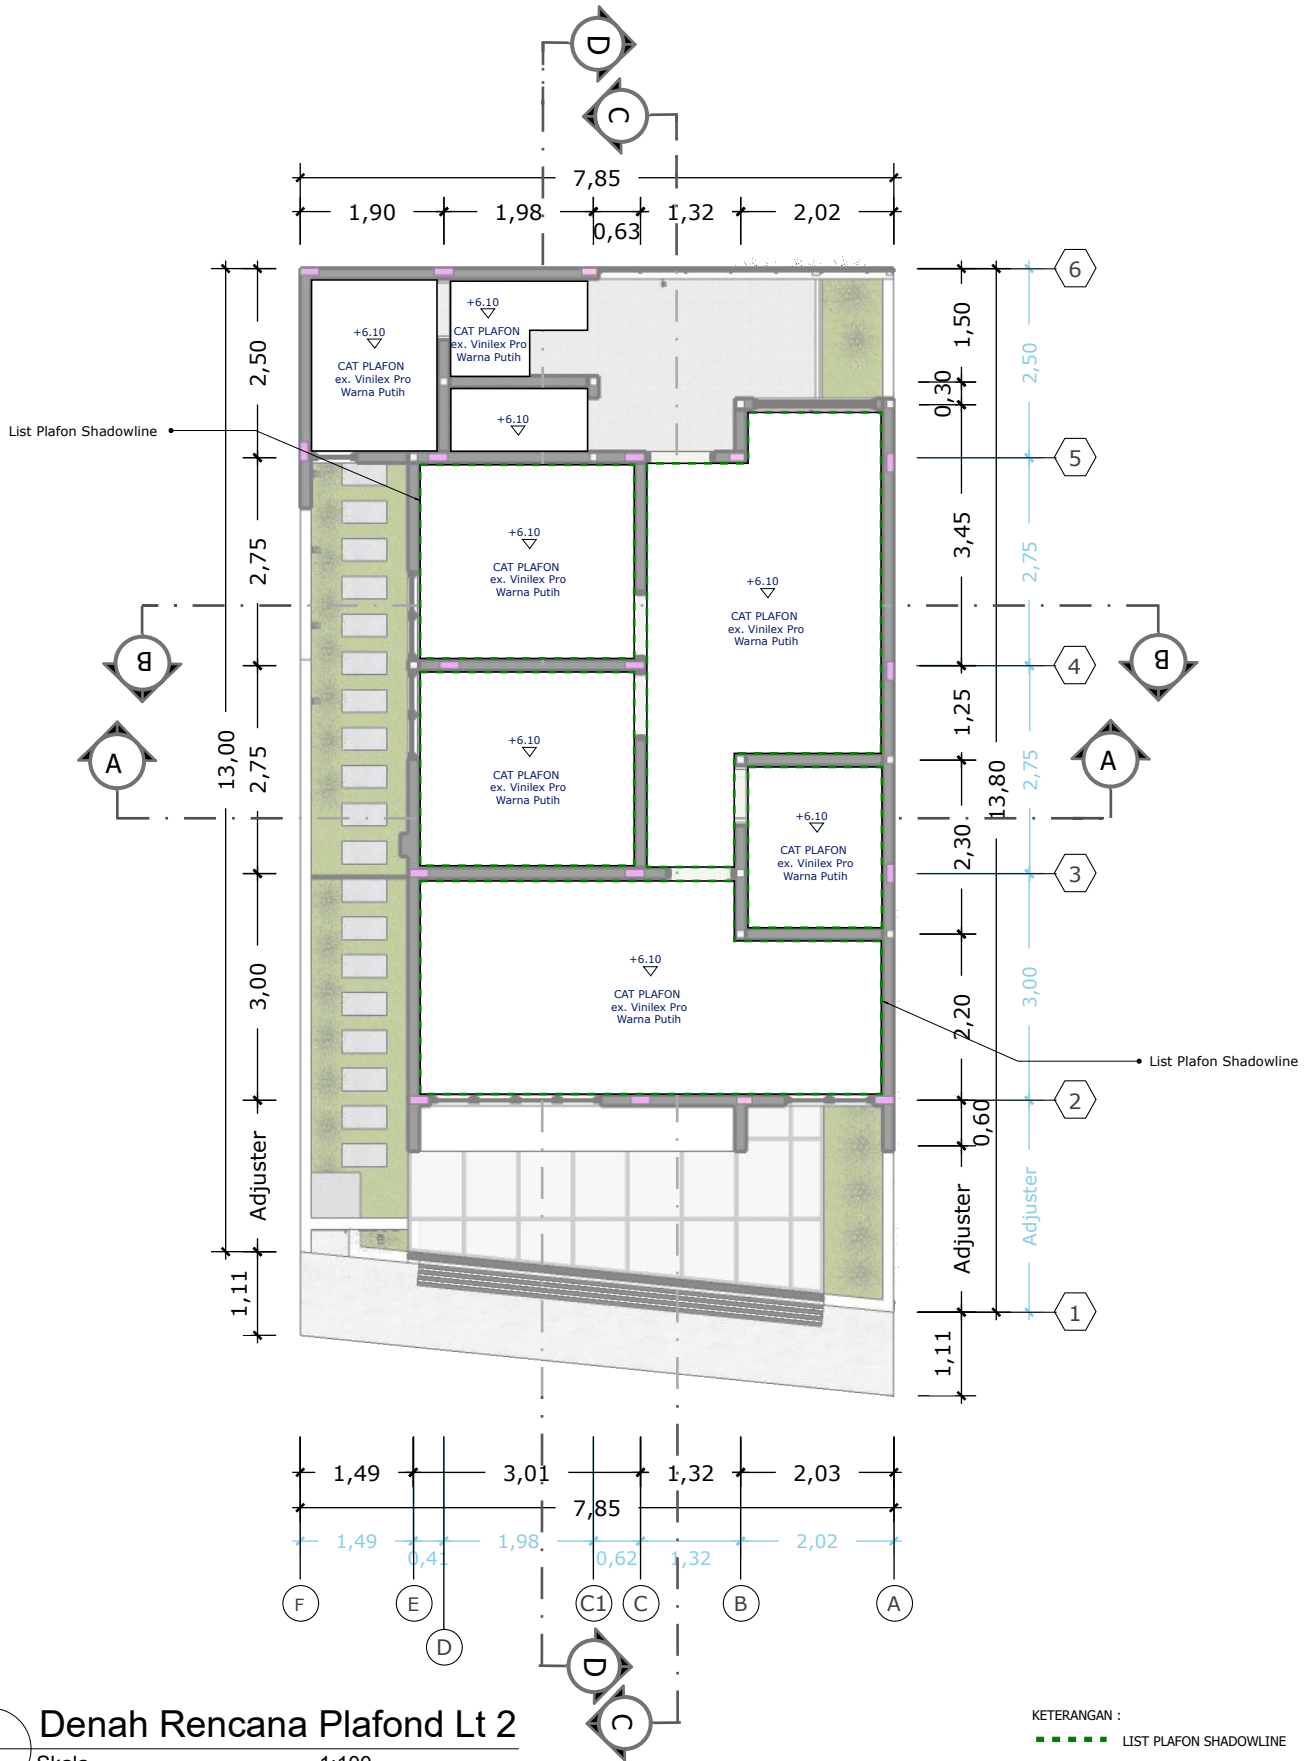 D
C
7,85
1,90
1,98
0,63
1,32
2,02
6
+6.10
CAT PLAFON
ex. Vinilex Pro
Warna Putih
+6.10
CAT PLAFON
ex. Vinilex Pro
Warna Putih
2,50
1,50
2,50
0,30
List Plafon Shadowline
+6.10
5
+6.10
CAT PLAFON
ex. Vinilex Pro
Warna Putih
2,75
3,45
2,75
+6.10
CAT PLAFON
ex. Vinilex Pro
Warna Putih
B
B
4
13,00
2,75
1,25
A
A
+6.10
CAT PLAFON
ex. Vinilex Pro
Warna Putih
13,80
2,75
+6.10
CAT PLAFON
ex. Vinilex Pro
Warna Putih
2,30
3
3,00
+6.10
CAT PLAFON
ex. Vinilex Pro
Warna Putih
2,20
3,00
List Plafon Shadowline
2
0,60
Adjuster
Adjuster
Adjuster
1,11
1
1,11
1,49
3,01
1,32
2,03
7,85
1,49
0,41
1,98
0,62
1,32
2,02
F
E
D
C1
C
B
A
D
C
Denah Rencana Plafond Lt 2
Skala
1:100
KETERANGAN :
LIST PLAFON SHADOWLINE